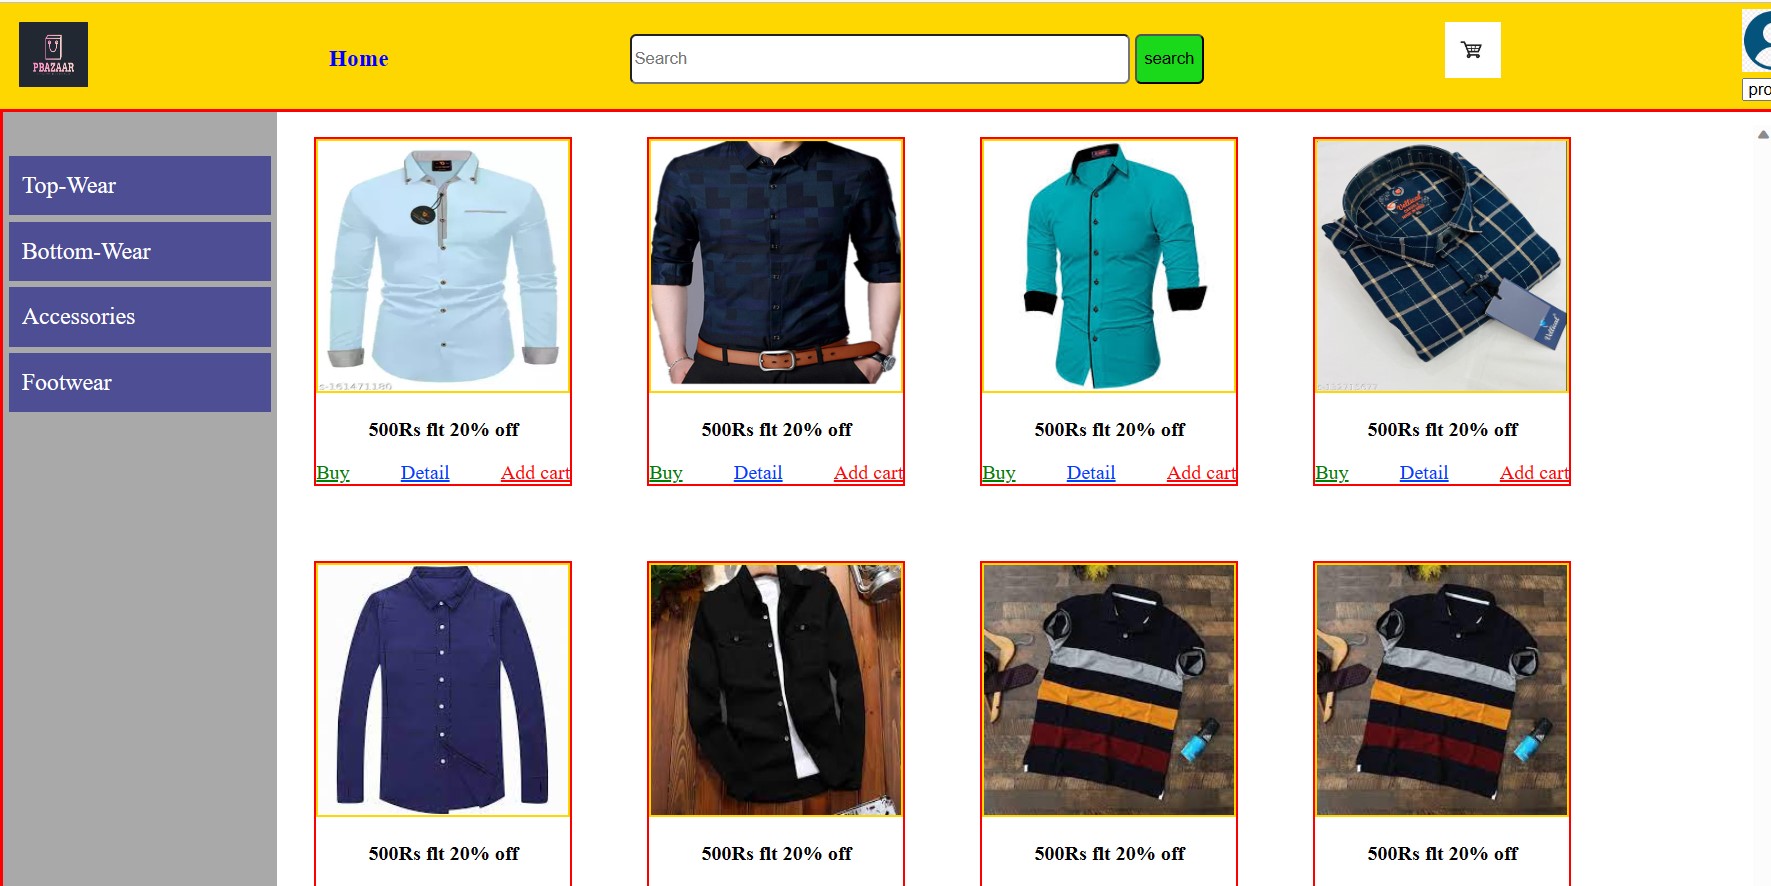 PBAZAAR
Home
Search
search
pro
Top-Wear
Bottom-Wear
Accessories
Footwear
s-161471180
500Rs flt 20% off
500Rs flt 20% off
500Rs flt 20% off
500Rs flt 20% off
Buy Detail Add cart
Buy Detail Add cart
Buy Detail Add cart
Buy Detail Add cart
500Rs flt 20% off
500Rs flt 20% off
500Rs flt 20% off
500Rs flt 20% off